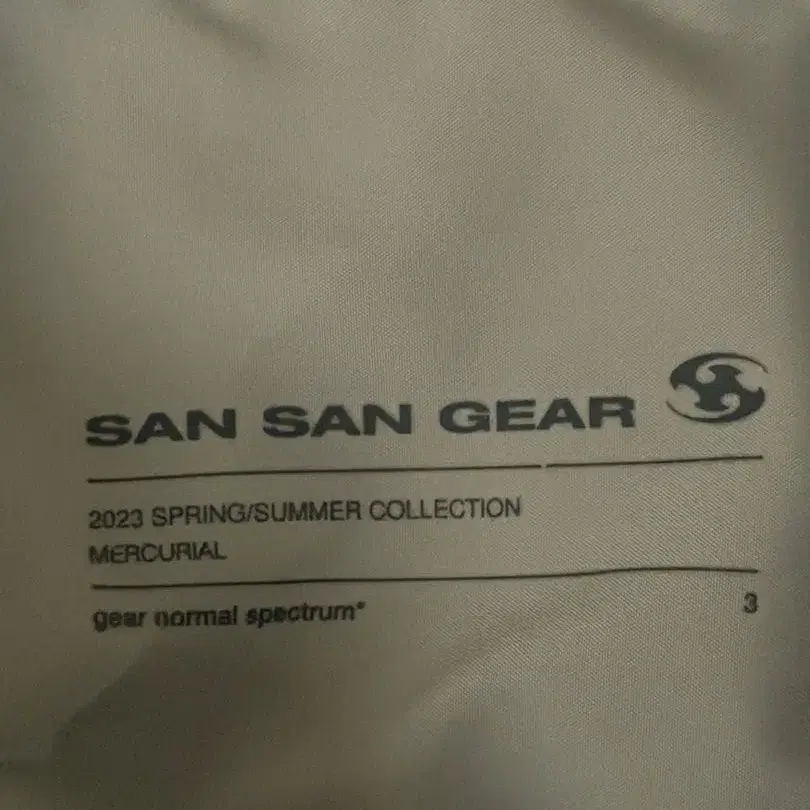 SAN SAN GEAR
2023 SPRING/SUMMER COLLECTION
MERCURIAL
gear normal spectrum*
3